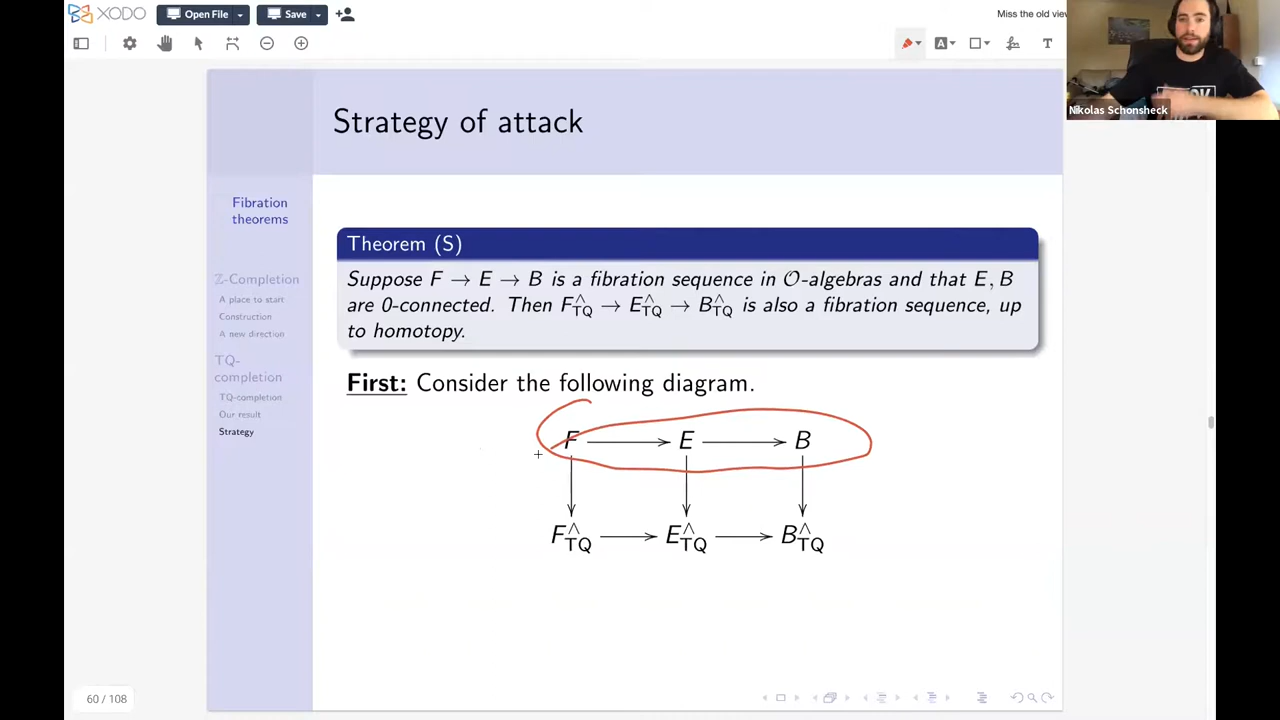 XODO
Open File
Save
Miss the old view
Nikolas Schonsheck
Strategy of attack
Fibration
theorems
ℤ-Completion
A place to start
Construction
A new direction
TQ-
completion
TQ-completion
Our result
Strategy
Theorem (S)
Suppose F → E → B is a fibration sequence in 𝒪-algebras and that E, B
are 0-connected. Then F^∧_TQ → E^∧_TQ → B^∧_TQ is also a fibration sequence, up
to homotopy.
First: Consider the following diagram.
F E B
F^∧_TQ E^∧_TQ B^∧_TQ
60 / 108